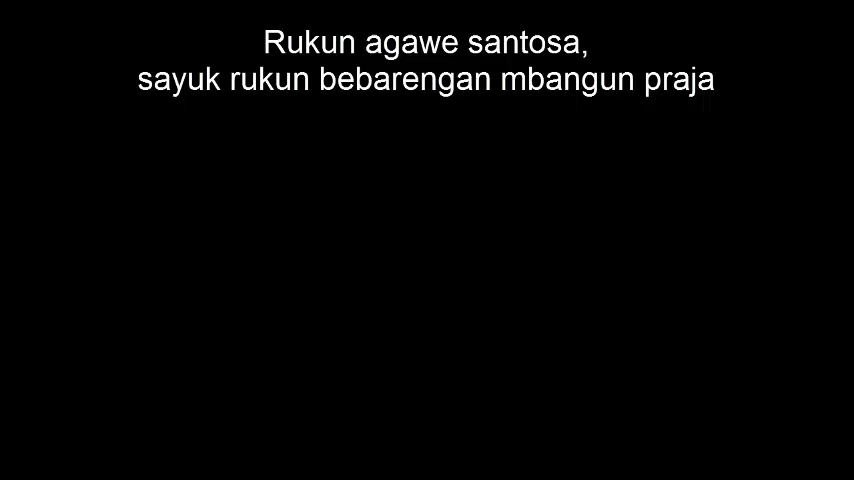 Rukun agawe santosa,
sayuk rukun bebarengan mbangun praja